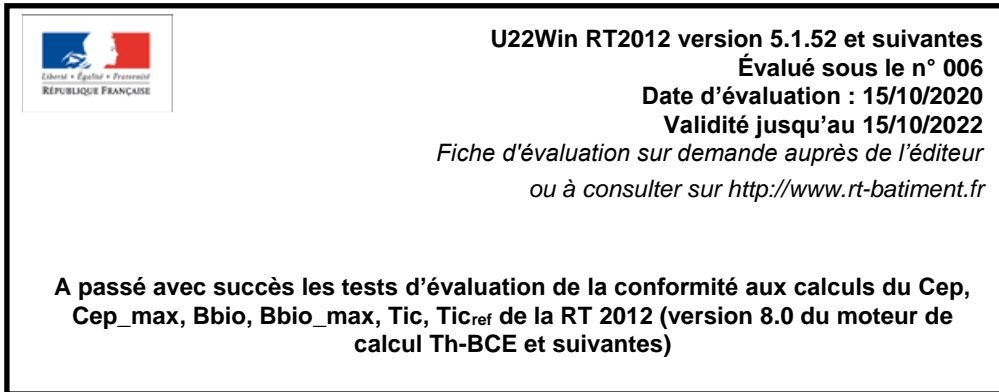 Liberté • Égalité • Fraternité
RÉPUBLIQUE FRANÇAISE
U22Win RT2012 version 5.1.52 et suivantes
Évalué sous le n° 006
Date d’évaluation : 15/10/2020
Validité jusqu’au 15/10/2022
Fiche d'évaluation sur demande auprès de l’éditeur
ou à consulter sur http://www.rt-batiment.fr
A passé avec succès les tests d’évaluation de la conformité aux calculs du Cep,
Cep_max, Bbio, Bbio_max, Tic, Ticref de la RT 2012 (version 8.0 du moteur de
calcul Th-BCE et suivantes)